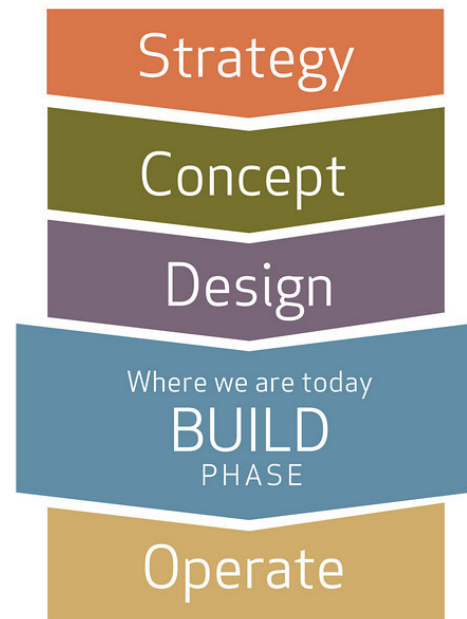 Strategy
Concept
Design
Where we are today
BUILD
PHASE
Operate